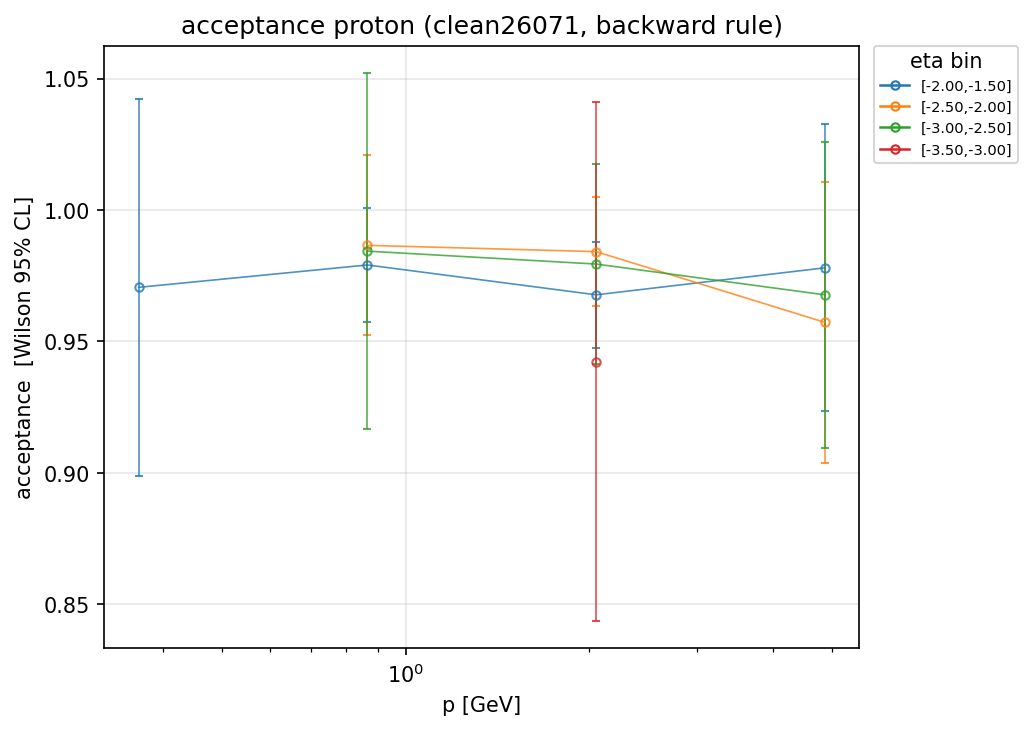 acceptance proton (clean26071, backward rule)
eta bin
[-2.00,-1.50]
[-2.50,-2.00]
[-3.00,-2.50]
[-3.50,-3.00]
acceptance [Wilson 95% CL]
1.05
1.00
0.95
0.90
0.85
10⁰
p [GeV]